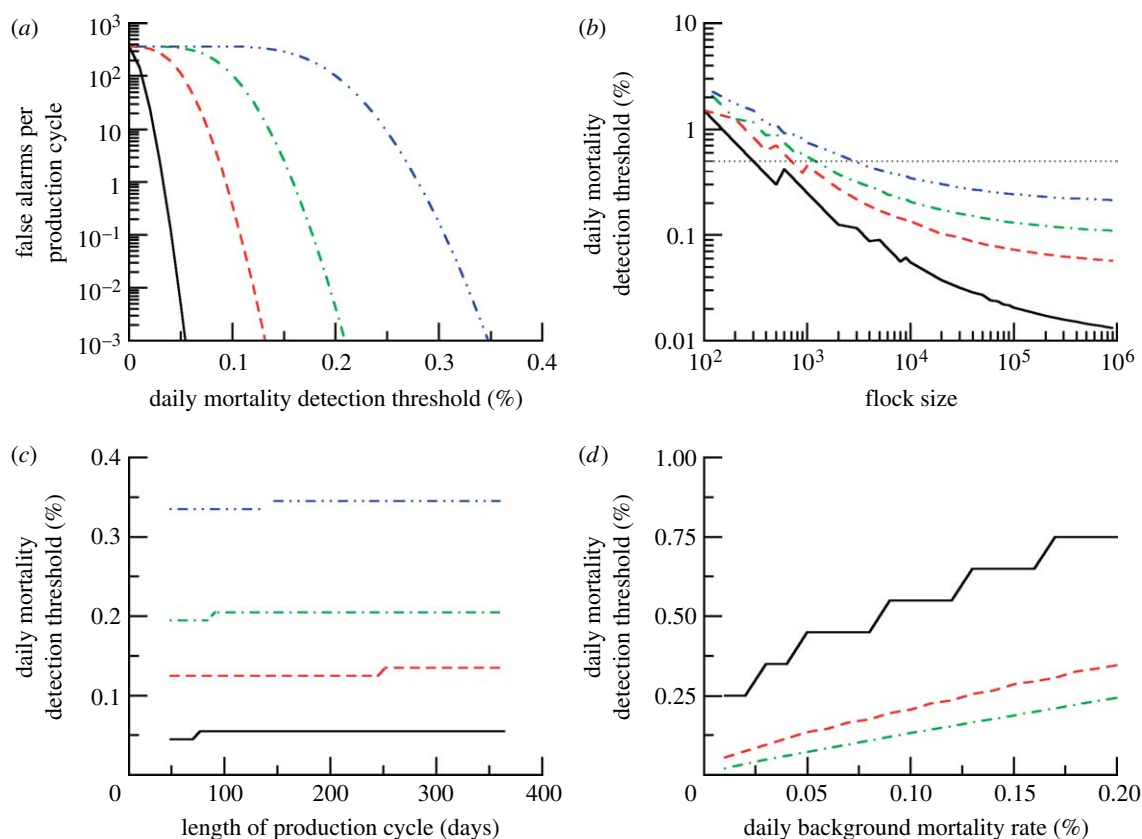 (a)
10³
10²
10
1
10⁻¹
10⁻²
10⁻³
false alarms per
production cycle
0
0.1
0.2
0.3
0.4
daily mortality detection threshold (%)
(b)
10
1
0.1
0.01
daily mortality
detection threshold (%)
10²
10³
10⁴
10⁵
10⁶
flock size
(c)
0.4
0.3
0.2
0.1
daily mortality
detection threshold (%)
0
100
200
300
400
length of production cycle (days)
(d)
1.00
0.75
0.50
0.25
daily mortality
detection threshold (%)
0
0.05
0.10
0.15
0.20
daily background mortality rate (%)